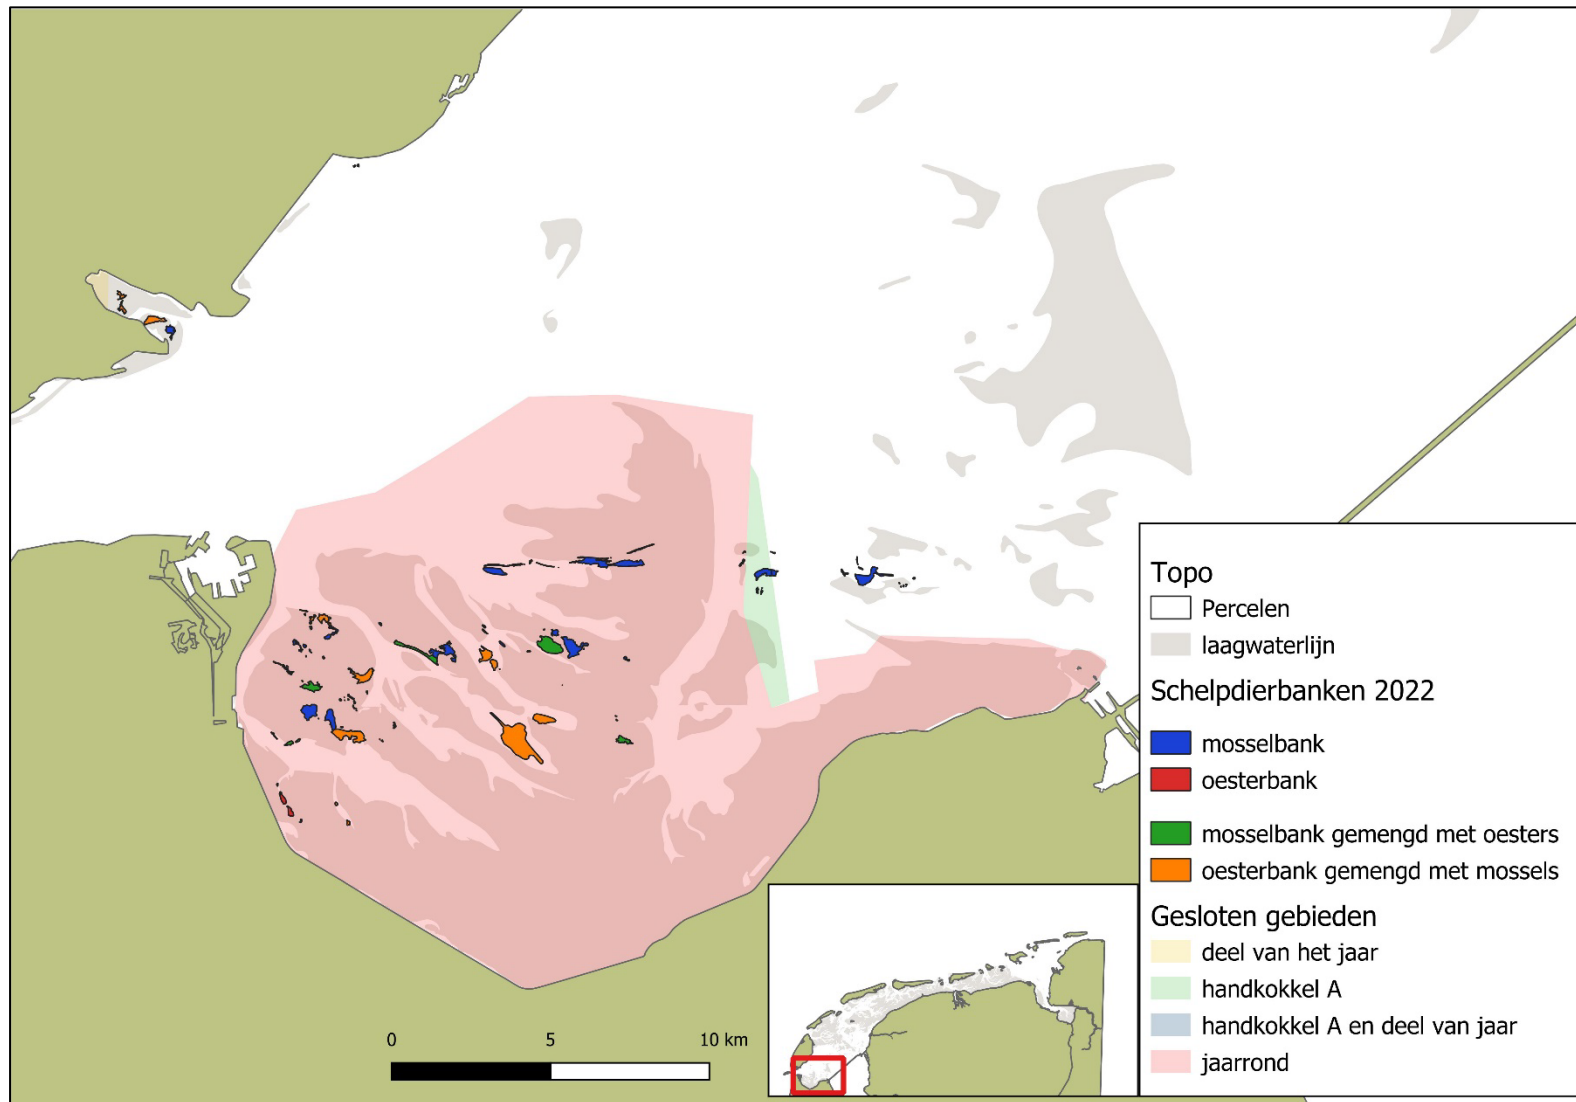 Topo
Percelen
laagwaterlijn
Schelpdierbanken 2022
mosselbank
oesterbank
mosselbank gemengd met oesters
oesterbank gemengd met mossels
Gesloten gebieden
deel van het jaar
handkokkel A
handkokkel A en deel van jaar
jaarrond
0 5 10 km